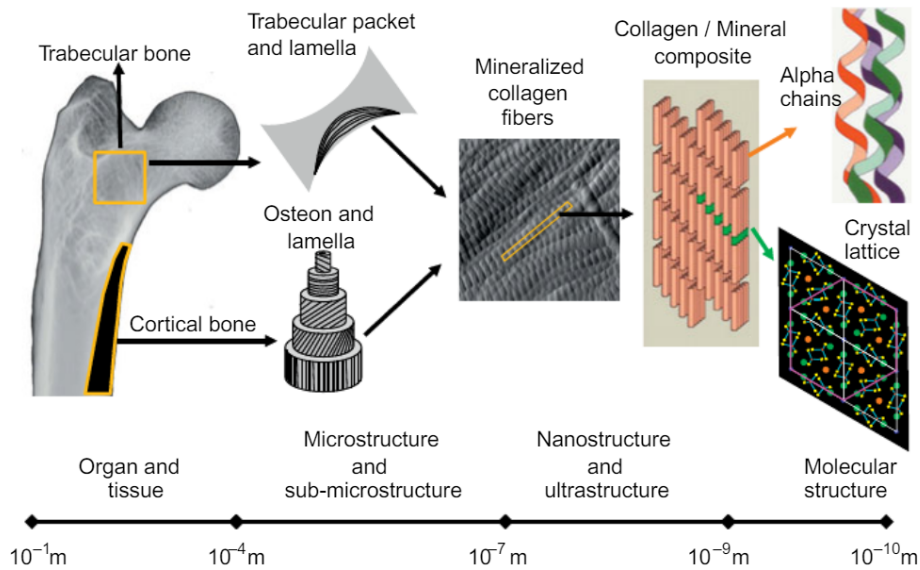 Trabecular bone
Trabecular packet
and lamella
Mineralized
collagen
fibers
Collagen / Mineral
composite
Alpha
chains
Osteon and
lamella
Cortical bone
Crystal
lattice
Organ and
tissue
Microstructure
and
sub-microstructure
Nanostructure
and
ultrastructure
Molecular
structure
10⁻¹m
10⁻⁴m
10⁻⁷m
10⁻⁹m
10⁻¹⁰m